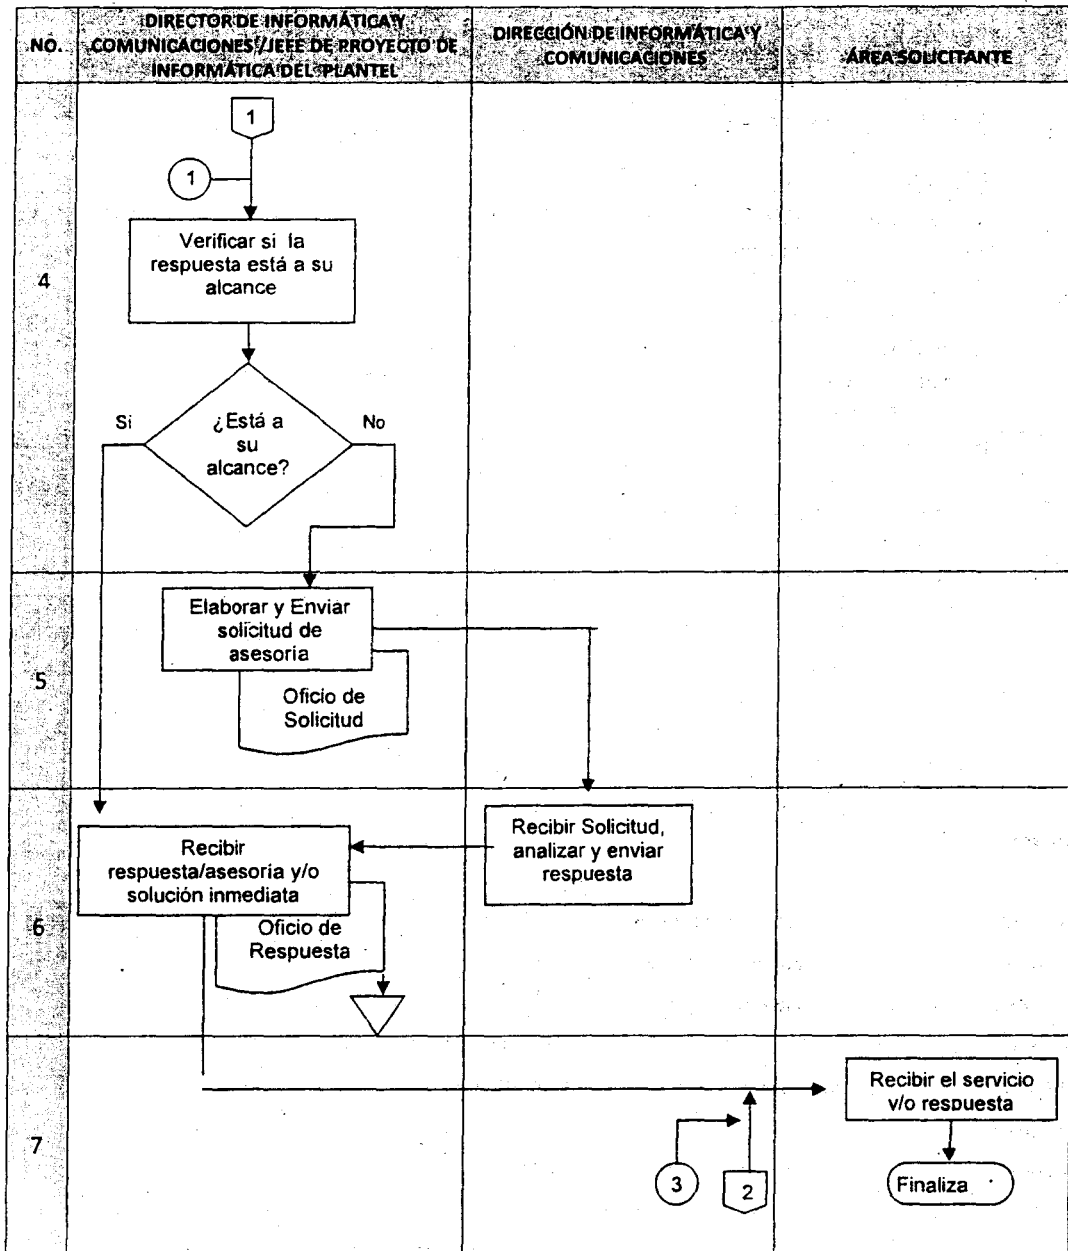 NO.
DIRECTOR DE INFORMÁTICA Y
COMUNICACIONES /JEFE DE PROYECTO DE
INFORMÁTICA DEL PLANTEL
DIRECCIÓN DE INFORMÁTICA Y
COMUNICACIONES
ÁREA SOLICITANTE
1
1
4
Verificar si la
respuesta está a su
alcance
Si
¿Está a
su
alcance?
No
5
Elaborar y Enviar
solicitud de
asesoría
Oficio de
Solicitud
6
Recibir
respuesta/asesoría y/o
solución inmediata
Oficio de
Respuesta
Recibir Solicitud,
analizar y enviar
respuesta
7
3
2
Recibir el servicio
y/o respuesta
Finaliza